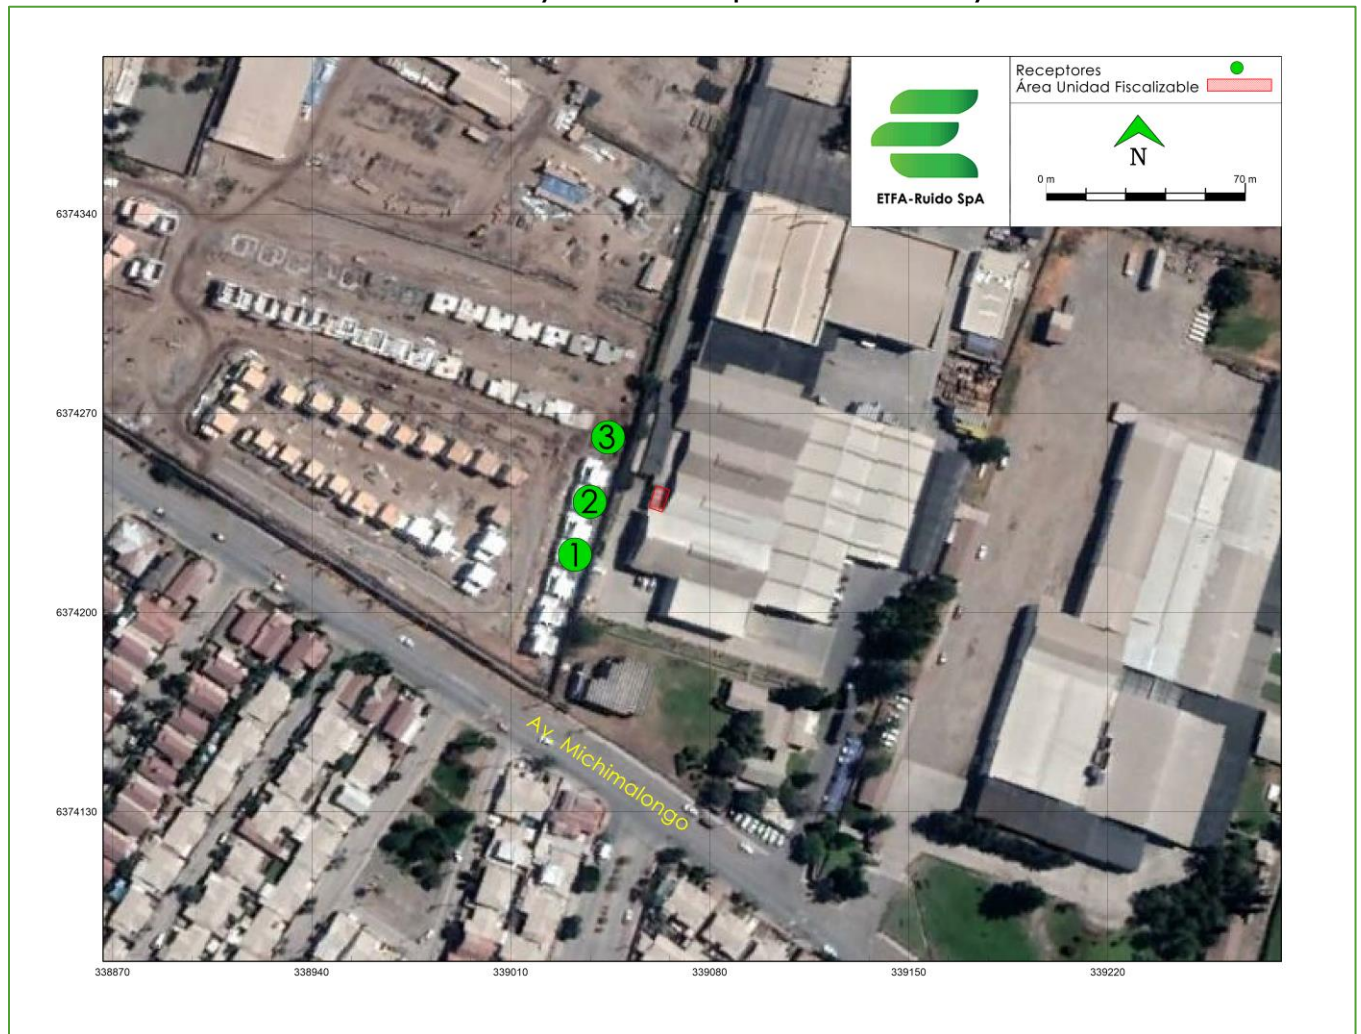 Receptores
Área Unidad Fiscalizable
N
0 m
70 m
ETFA-Ruido SpA
6374340
6374270
6374200
6374130
3
2
1
Av. Michimalongo
338870
338940
339010
339080
339150
339220